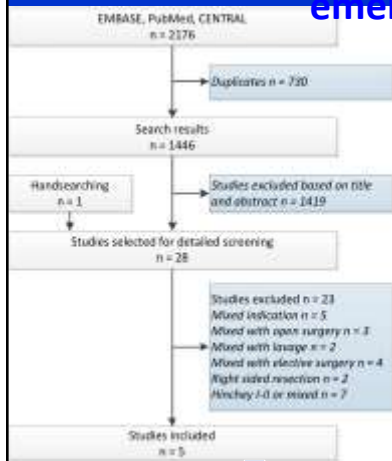 emer
EMBASE, PubMed, CENTRAL
n = 2176
Duplicates n = 730
Search results
n = 1446
Handsearching
n = 1
Studies excluded based on title
and abstract n = 1419
Studies selected for detailed screening
n = 28
Studies excluded n = 23
Mixed indication n = 5
Mixed with open surgery n = 3
Mixed with lavage n = 2
Mixed with elective surgery n = 4
Right sided resection n = 2
Hinchey I-II or mixed n = 7
Studies included
n = 5